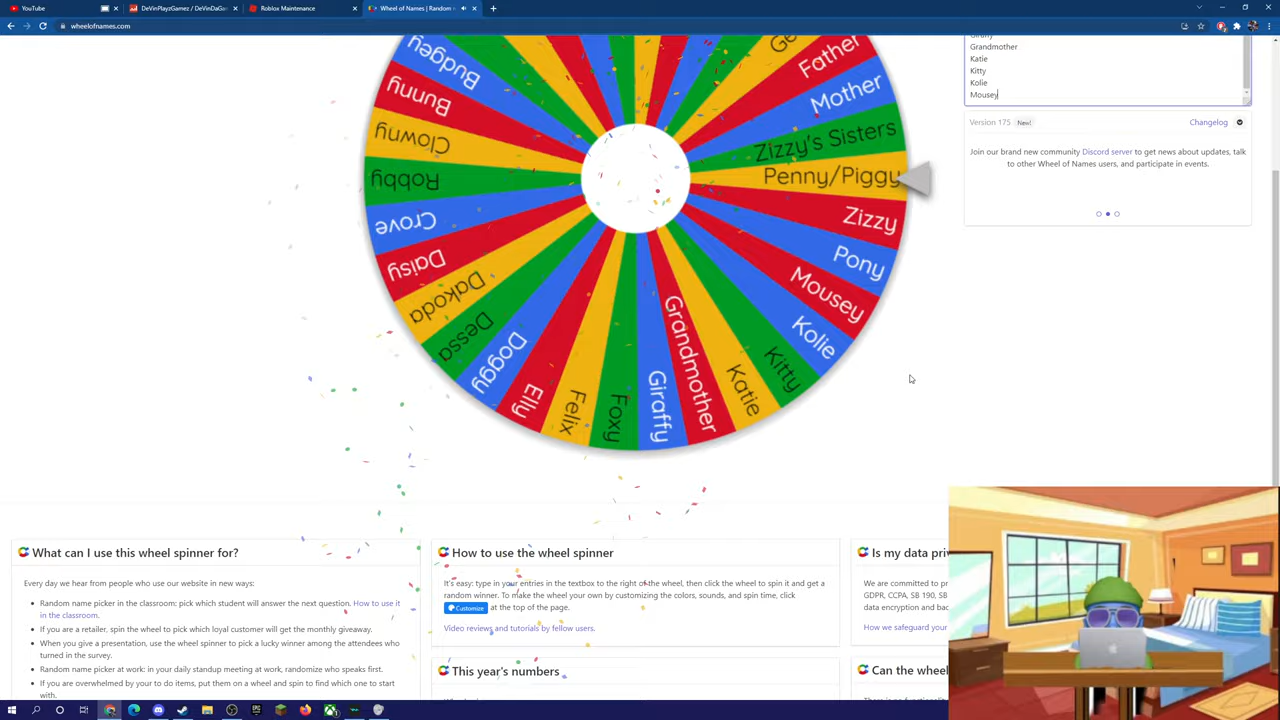 YouTube
DeVinPlayzGamez / DeVinDaGam
Roblox Maintenance
Wheel of Names | Random
wheelofnames.com
Giraffy
Grandmother
Katie
Kitty
Kolie
Mousey
Version 175 New! Changelog
Join our brand new community Discord server to get news about updates, talk
to other Wheel of Names users, and participate in events.
Father
Mother
Zizzy's Sisters
Penny/Piggy
Zizzy
Pony
Mousey
Kolie
Kitty
Katie
Grandmother
Giraffy
Foxy
Felix
Elly
Doggy
Dessa
Dakoda
Daisy
Crove
Robby
Clowny
Bunny
Budgey
What can I use this wheel spinner for?
Every day we hear from people who use our website in new ways:
Random name picker in the classroom: pick which student will answer the next question. How to use it
in the classroom.
If you are a retailer, spin the wheel to pick which loyal customer will get the monthly giveaway.
When you give a presentation, use the wheel spinner to pick a lucky winner among the attendees who
turned in the survey.
Random name picker at work: in your daily standup meeting at work, randomize who speaks first.
If you are overwhelmed by your to do items, put them on a wheel and spin to find which one to start
with.
How to use the wheel spinner
It's easy: type in your entries in the textbox to the right of the wheel, then click the wheel to spin it and get a
random winner. To make the wheel your own by customizing the colors, sounds, and spin time, click
Customize at the top of the page.
Video reviews and tutorials by fellow users.
This year's numbers
Is my data priv
We are committed to pr
GDPR, CCPA, SB 190, SB
data encryption and bac
How we safeguard your
Can the wheel